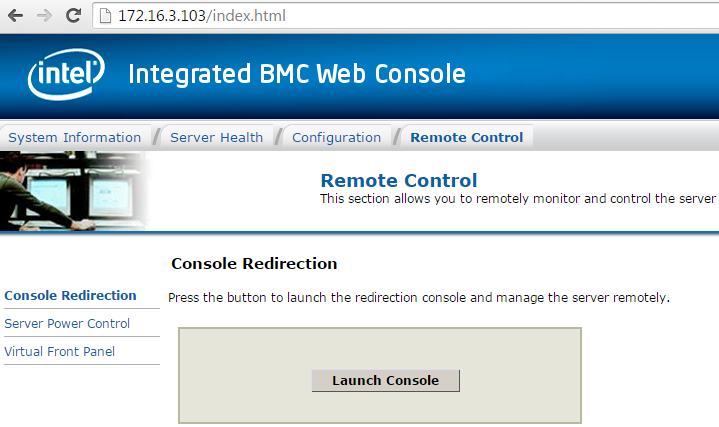 172.16.3.103/index.html
intel Integrated BMC Web Console
System Information / Server Health / Configuration / Remote Control
Remote Control
This section allows you to remotely monitor and control the server
Console Redirection
Console Redirection
Press the button to launch the redirection console and manage the server remotely.
Server Power Control
Virtual Front Panel
Launch Console